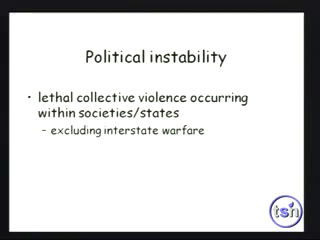 Political instability
• lethal collective violence occurring
within societies/states
– excluding interstate warfare
tsn